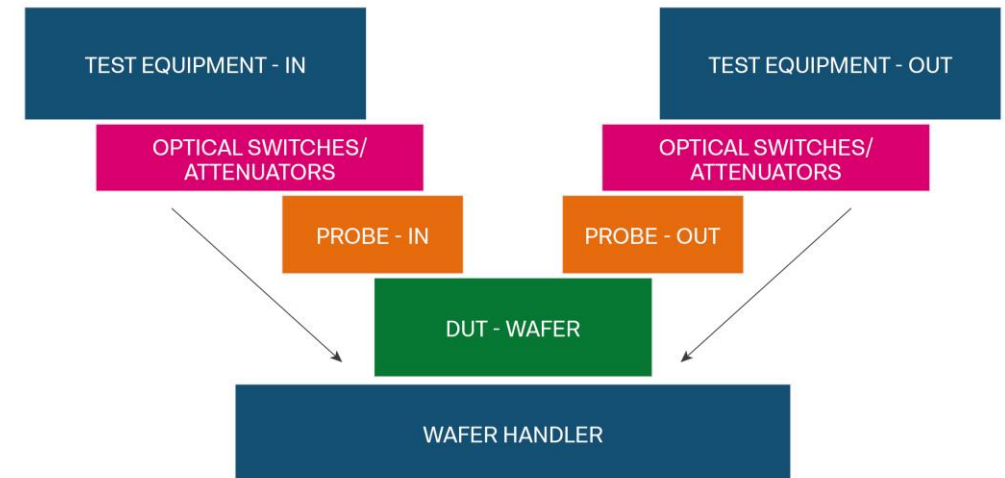 TEST EQUIPMENT - IN
TEST EQUIPMENT - OUT
OPTICAL SWITCHES/
ATTENUATORS
OPTICAL SWITCHES/
ATTENUATORS
PROBE - IN
PROBE - OUT
DUT - WAFER
WAFER HANDLER